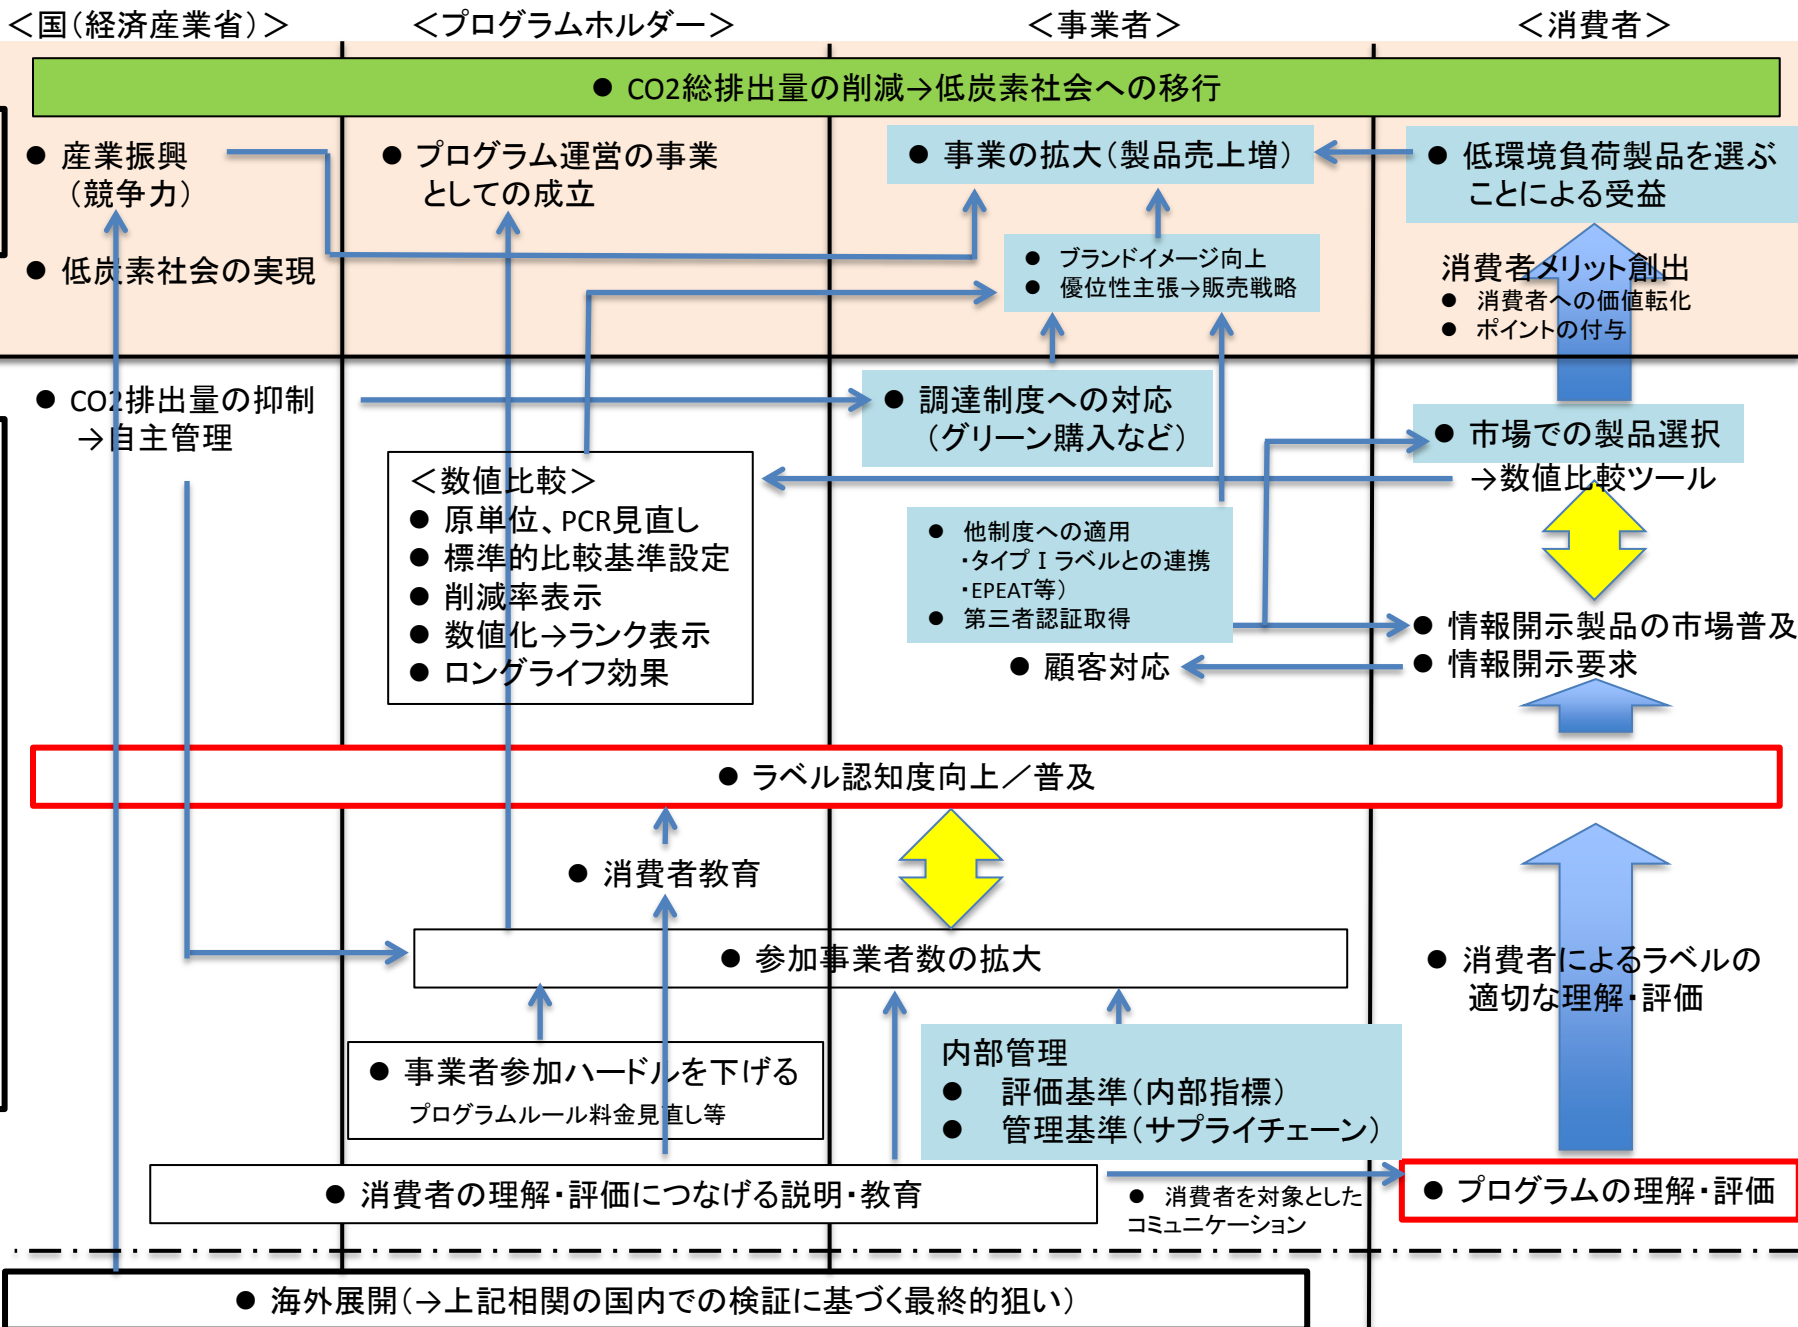 ＜国（経済産業省）＞
＜プログラムホルダー＞
＜事業者＞
＜消費者＞
● CO2総排出量の削減→低炭素社会への移行
● 産業振興
（競争力）
● 低炭素社会の実現
● プログラム運営の事業
としての成立
● 事業の拡大（製品売上増）
● 低環境負荷製品を選ぶ
ことによる受益
● ブランドイメージ向上
● 優位性主張→販売戦略
消費者メリット創出
● 消費者への価値転化
● ポイントの付与
● CO2排出量の抑制
→自主管理
● 調達制度への対応
（グリーン購入など）
● 市場での製品選択
→数値比較ツール
＜数値比較＞
● 原単位、PCR見直し
● 標準的比較基準設定
● 削減率表示
● 数値化→ランク表示
● ロングライフ効果
● 他制度への適用
・タイプⅠラベルとの連携
・EPEAT等）
● 第三者認証取得
● 顧客対応
● 情報開示製品の市場普及
● 情報開示要求
● ラベル認知度向上／普及
● 消費者教育
● 参加事業者数の拡大
● 消費者によるラベルの
適切な理解・評価
● 事業者参加ハードルを下げる
プログラムルール料金見直し等
内部管理
● 評価基準（内部指標）
● 管理基準（サプライチェーン）
● 消費者の理解・評価につなげる説明・教育
● 消費者を対象とした
コミュニケーション
● プログラムの理解・評価
● 海外展開（→上記相関の国内での検証に基づく最終的狙い）